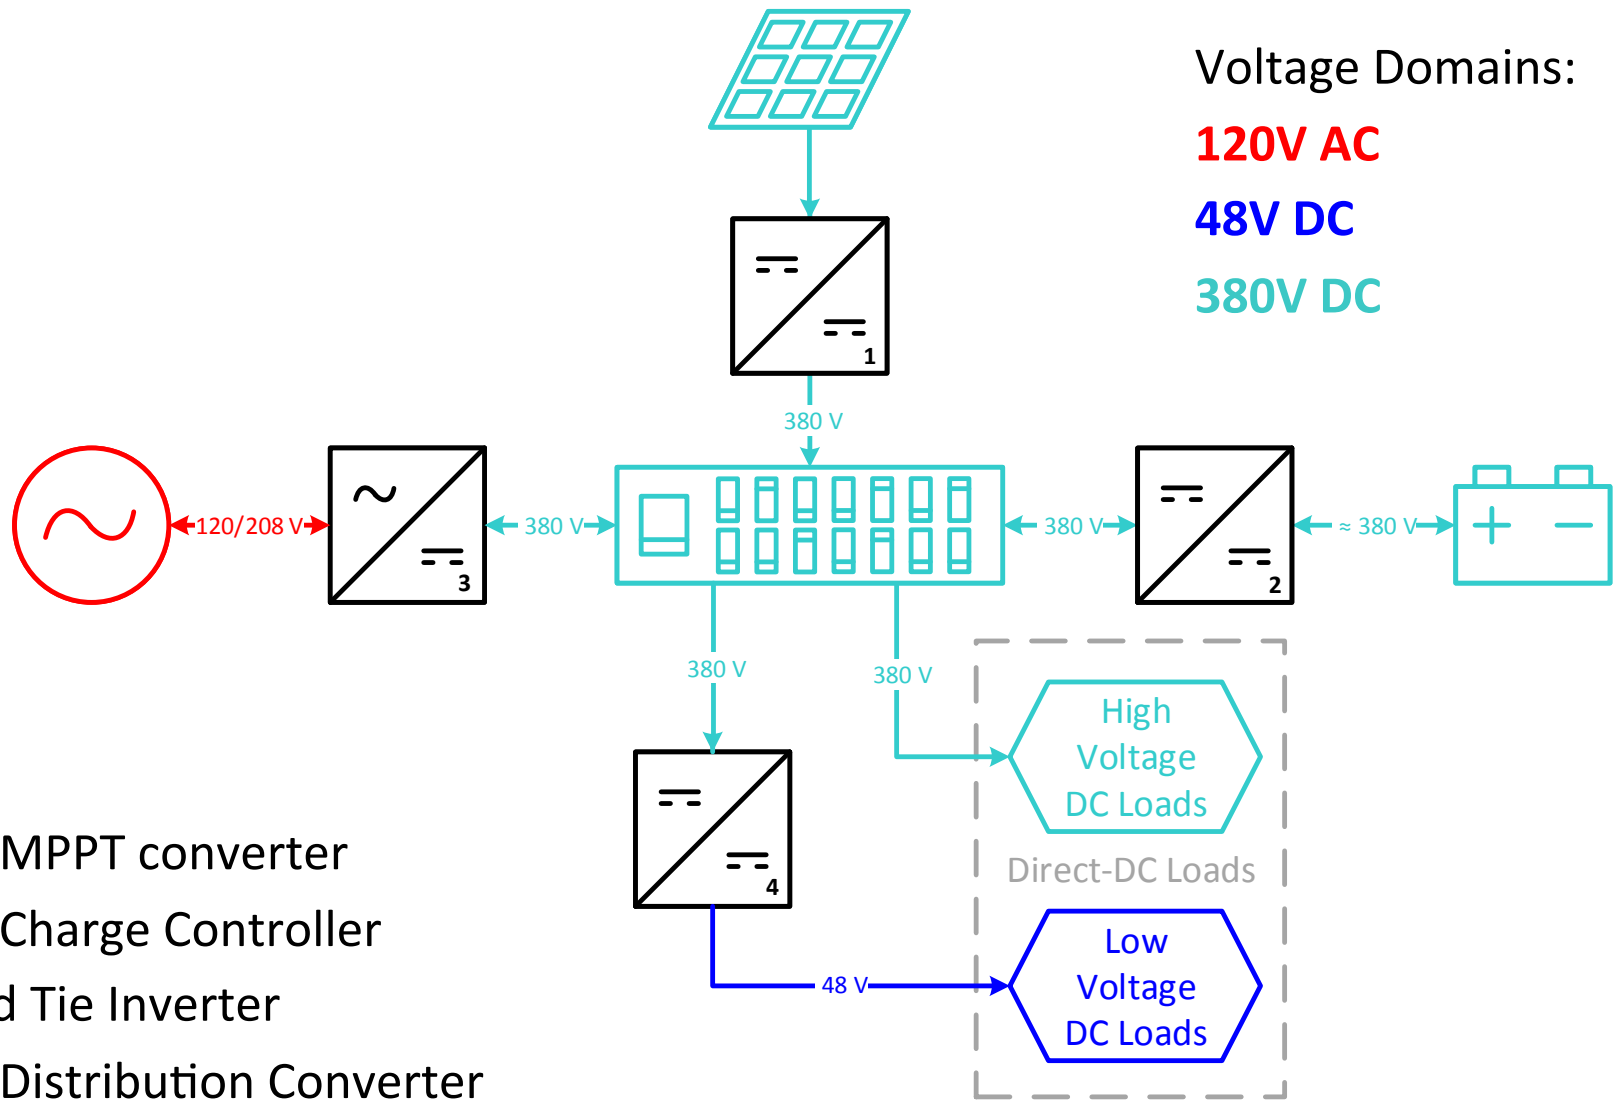 Voltage Domains:
120V AC
48V DC
380V DC
1
380 V
120/208 V
3
380 V
380 V
2
≈ 380 V
380 V
380 V
High
Voltage
DC Loads
4
Direct-DC Loads
48 V
Low
Voltage
DC Loads
MPPT converter
Charge Controller
d Tie Inverter
Distribution Converter